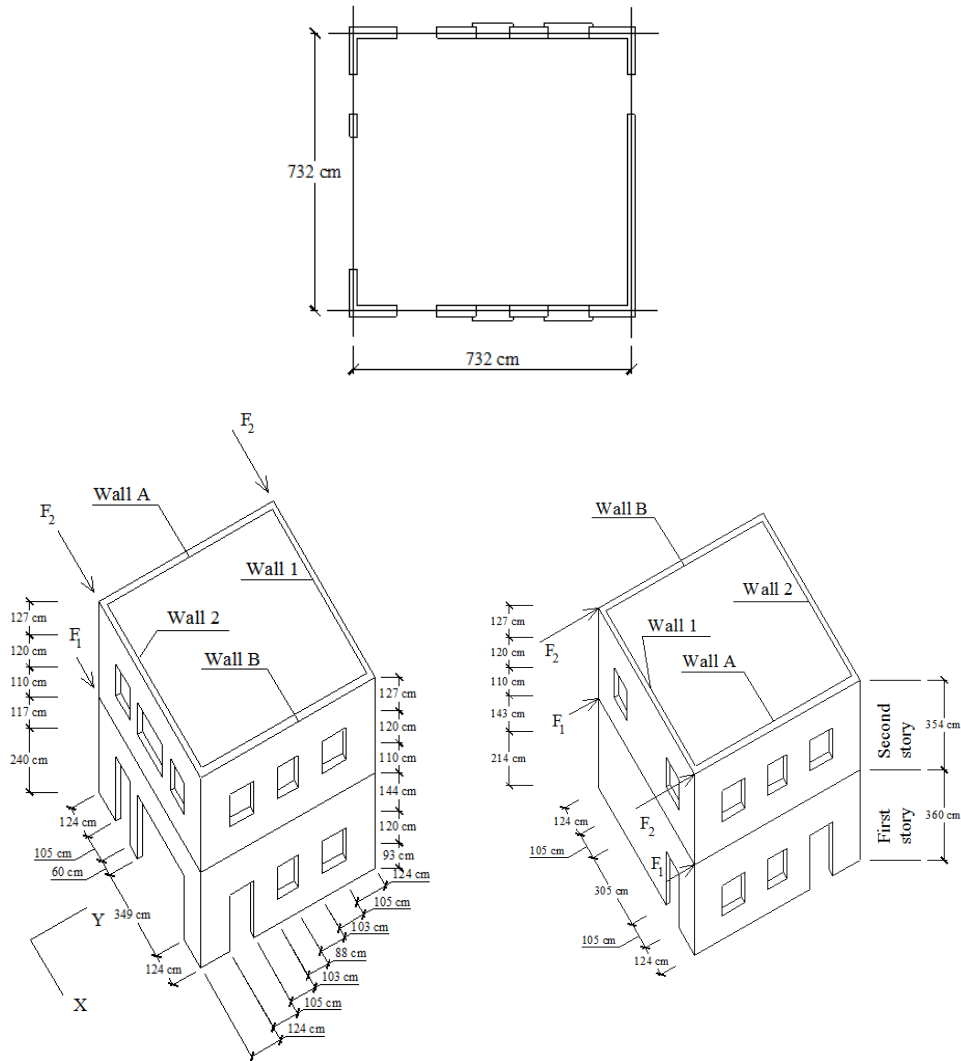 732 cm
732 cm
F2
F2
Wall A
Wall 1
Wall 2
Wall B
F1
127 cm
120 cm
110 cm
117 cm
240 cm
124 cm
105 cm
60 cm
349 cm
124 cm
Y
X
127 cm
120 cm
110 cm
144 cm
120 cm
93 cm
124 cm
105 cm
103 cm
88 cm
103 cm
105 cm
124 cm
Wall B
Wall 2
Wall 1
Wall A
F2
F1
F2
F1
127 cm
120 cm
110 cm
143 cm
214 cm
124 cm
105 cm
305 cm
105 cm
124 cm
Second
story
354 cm
First
story
360 cm